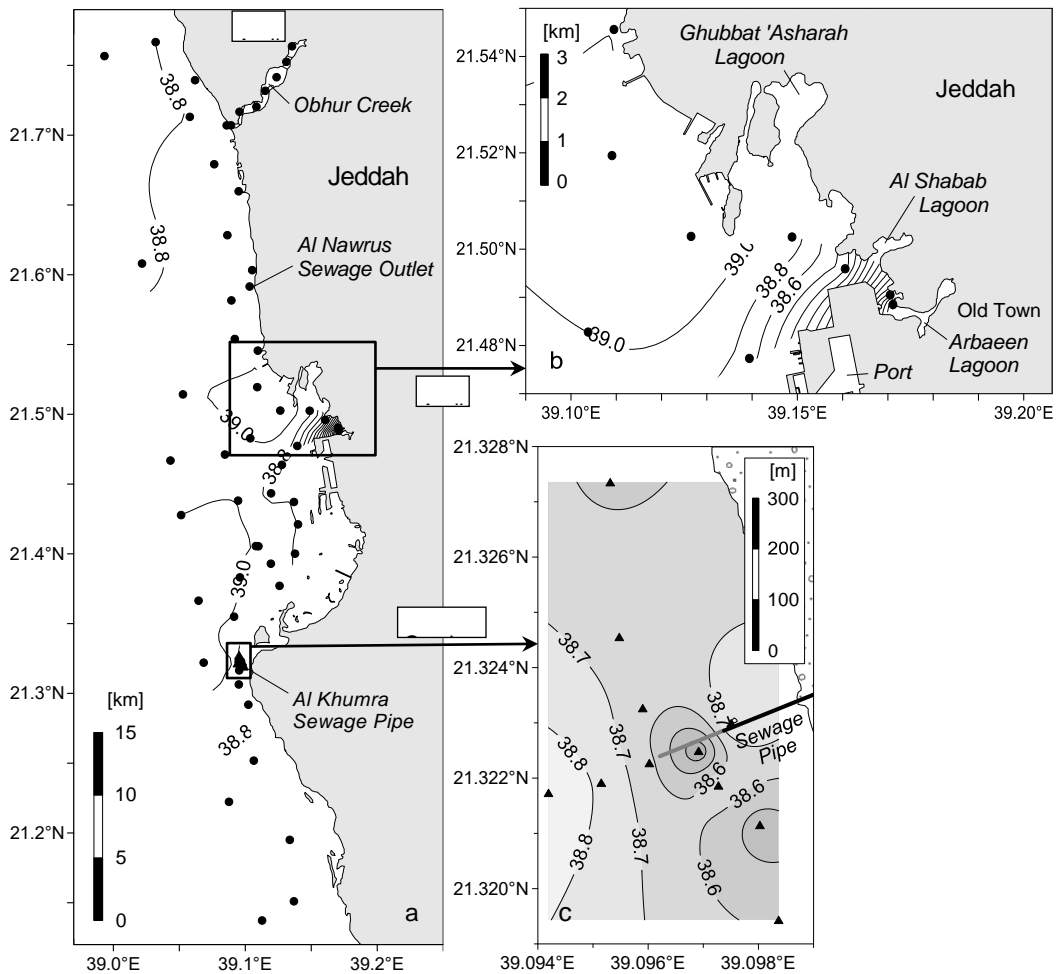 21.7°N
21.6°N
21.5°N
21.4°N
21.3°N
21.2°N
39.0°E
39.1°E
39.2°E
38.8
38.8
39.0
38.8
39.0
38.8
Obhur Creek
Jeddah
Al Nawrus
Sewage Outlet
Al Khumra
Sewage Pipe
[km]
15
10
5
0
a
21.54°N
21.52°N
21.50°N
21.48°N
39.10°E
39.15°E
39.20°E
[km]
3
2
1
0
Ghubbat 'Asharah
Lagoon
Jeddah
Al Shabab
Lagoon
39.0
38.8
38.6
39.0
Old Town
Arbaeen
Lagoon
Port
b
21.328°N
21.326°N
21.324°N
21.322°N
21.320°N
39.094°E
39.096°E
39.098°E
[m]
300
200
100
0
38.7
38.7
38.7
38.8
38.6
38.6
38.8
38.7
38.6
Sewage
Pipe
c